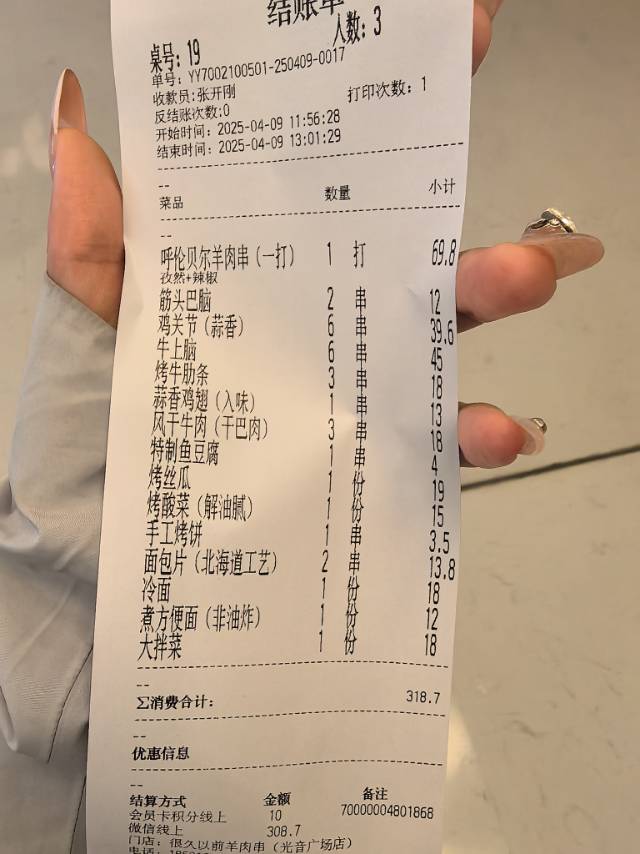 结账单
人数: 3
桌号: 19
单号: YY7002100501-250409-0017
收款员:张开刚
打印次数: 1
反结账次数:0
开始时间: 2025-04-09 11:56:28
结束时间: 2025-04-09 13:01:29
--
菜品 数量 小计
--
呼伦贝尔羊肉串(一打) 1 打 69.8
孜然+辣椒
筋头巴脑 2 串 12
鸡关节(蒜香) 6 串 39.6
牛上脑 6 串 45
烤牛肋条 3 串 18
蒜香鸡翅(入味) 1 串 13
风干牛肉(干巴肉) 3 串 18
特制鱼豆腐 1 串 4
烤丝瓜 1 份 19
烤酸菜(解油腻) 1 份 15
手工烤饼 1 串 3.5
面包片(北海道工艺) 2 串 13.8
冷面 1 份 18
煮方便面(非油炸) 1 份 12
大拌菜 1 份 18
--
∑消费合计: 318.7
--
优惠信息
--
结算方式 金额 备注
会员卡积分线上 10 70000004801868
微信线上 308.7
门店: 很久以前羊肉串(光音广场店)